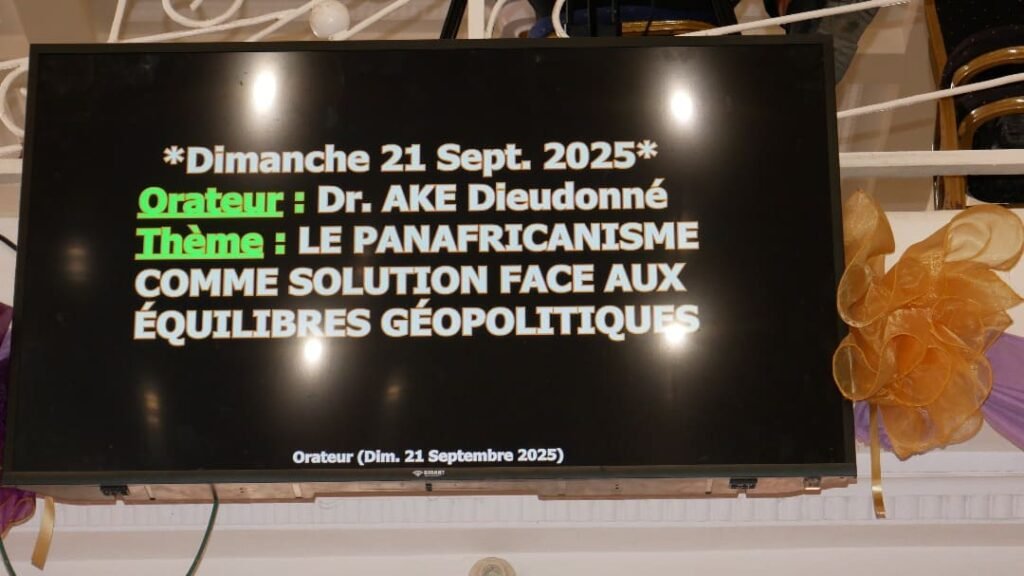 *Dimanche 21 Sept. 2025*
Orateur : Dr. AKE Dieudonné
Thème : LE PANAFRICANISME
COMME SOLUTION FACE AUX
ÉQUILIBRES GÉOPOLITIQUES
Orateur (Dim. 21 Septembre 2025)